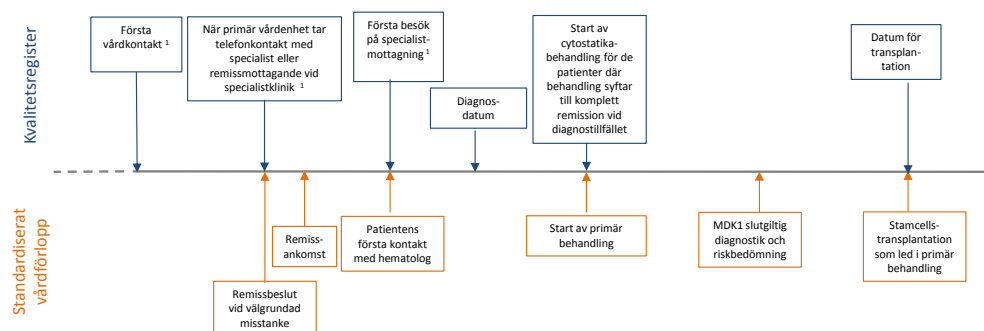 Kvalitetsregister
Första
vårdkontakt ¹
När primär vårdenhet tar
telefonkontakt med
specialist eller
remissmottagande vid
specialistklinik ¹
Första besök
på specialist-
mottagning ¹
Diagnos-
datum
Start av
cytostatika-
behandling för de
patienter där
behandling syftar
till komplett
remission vid
diagnostillfället
Datum för
transplan-
tation
Standardiserat
vårdförlopp
Remissbeslut
vid välgrundad
misstanke
Remiss-
ankomst
Patientens
första kontakt
med hematolog
Start av primär
behandling
MDK1 slutgiltig
diagnostik och
riskbedömning
Stamcells-
transplantation
som led i primär
behandling